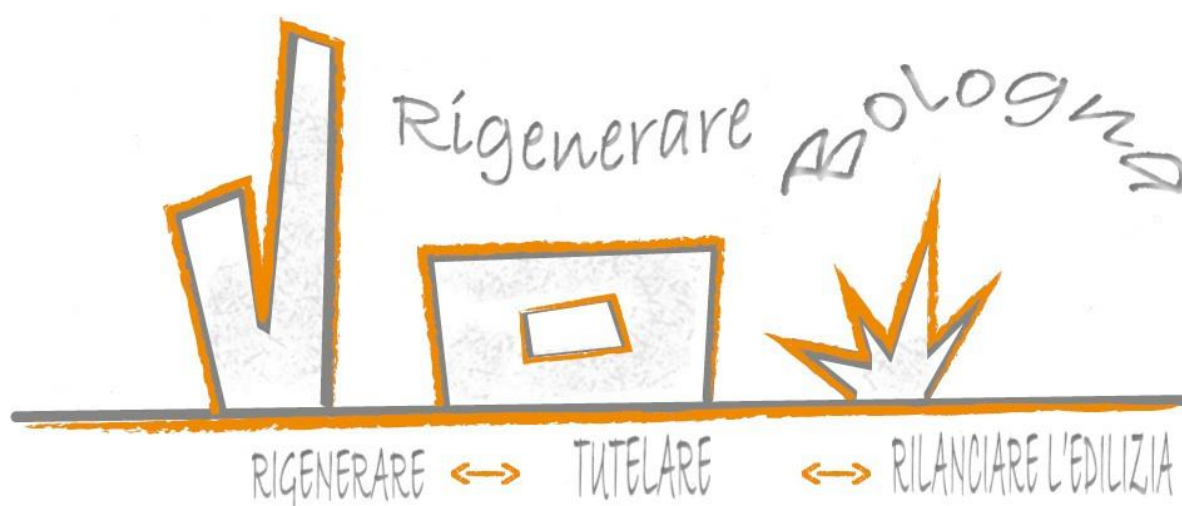 Rigenerare Bologna
RIGENERARE ↔ TUTELARE ↔ RILANCIARE L'EDILIZIA